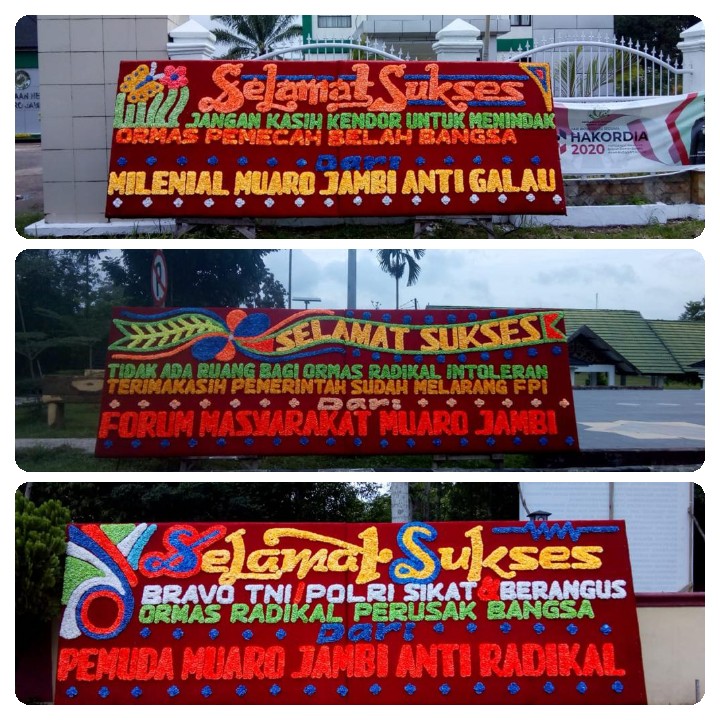 Selamat Sukses
JANGAN KASIH KENDOR UNTUK MENINDAK
ORMAS PEMECAH BELAH BANGSA
Dari
MILENIAL MUARO JAMBI ANTI GALAU
HAKORDIA
2020
SELAMAT SUKSES
TIDAK ADA RUANG BAGI ORMAS RADIKAL INTOLERAN
TERIMAKASIH PEMERINTAH SUDAH MELARANG FPI
Dari
FORUM MASYARAKAT MUARO JAMBI
Selamat Sukses
BRAVO TNI/POLRI SIKAT & BERANGUS
ORMAS RADIKAL PERUSAK BANGSA
Dari
PEMUDA MUARO JAMBI ANTI RADIKAL